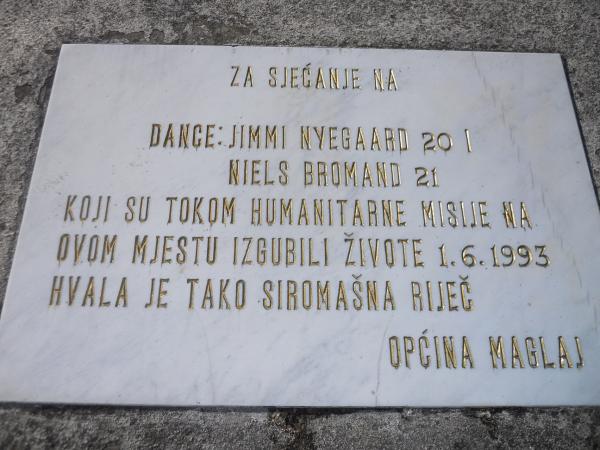 ZA SJEĆANJE NA
DANCE: JIMMI NYEGAARD 20 I
NIELS BROMAND 21
KOJI SU TOKOM HUMANITARNE MISIJE NA
OVOM MJESTU IZGUBILI ŽIVOTE 1.6.1993
HVALA JE TAKO SIROMAŠNA RIJEČ
OPĆINA MAGLAJ